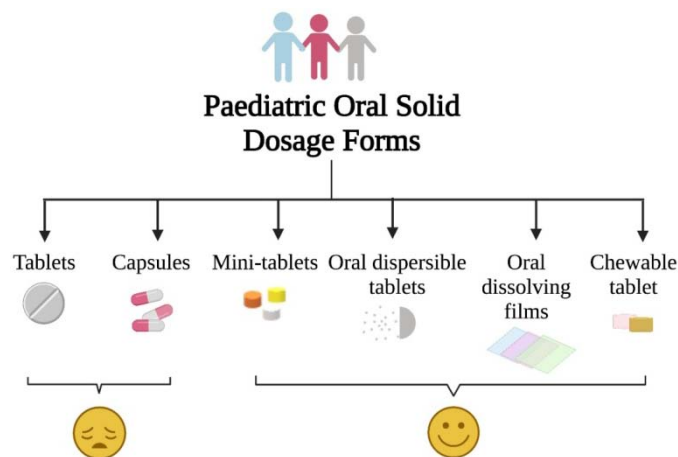 Paediatric Oral Solid
Dosage Forms
Tablets
Capsules
Mini-tablets
Oral dispersible
tablets
Oral
dissolving
films
Chewable
tablet